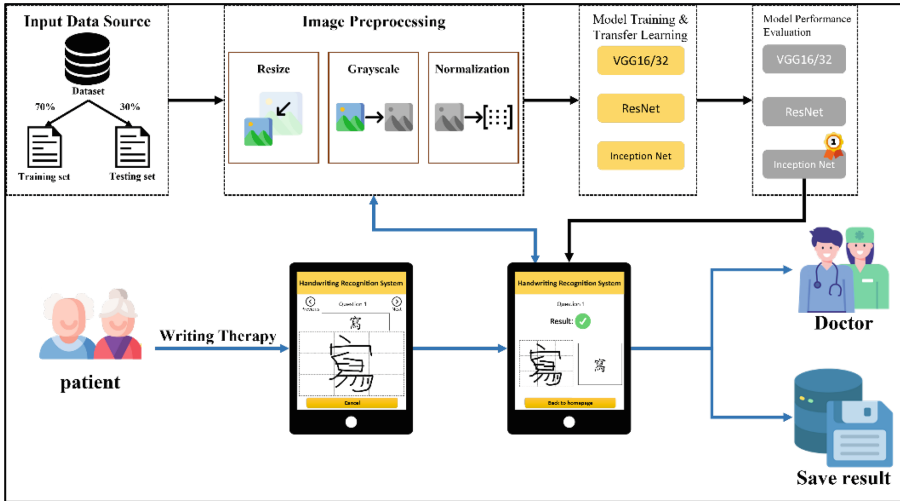 Input Data Source
Dataset
70%
30%
Training set
Testing set
Image Preprocessing
Resize
Grayscale
Normalization
Model Training &
Transfer Learning
VGG16/32
ResNet
Inception Net
Model Performance
Evaluation
VGG16/32
ResNet
1
Inception Net
patient
Writing Therapy
Handwriting Recognition System
Previous
Question 1
Next
寫
寫
Cancel
Handwriting Recognition System
Question 1
Result:
寫
寫
Back to homepage
Doctor
Save result